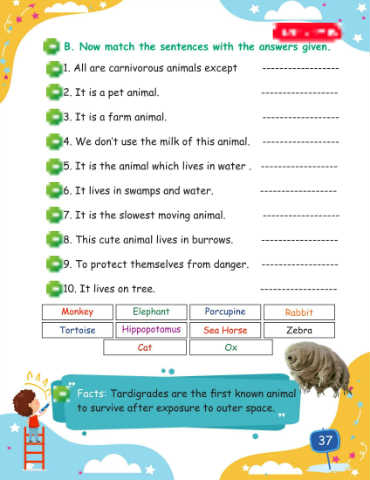 B. Now match the sentences with the answers given.
1. All are carnivorous animals except ------------------
2. It is a pet animal. ------------------
3. It is a farm animal. ------------------
4. We don't use the milk of this animal. ------------------
5. It is the animal which lives in water . ------------------
6. It lives in swamps and water. ------------------
7. It is the slowest moving animal. ------------------
8. This cute animal lives in burrows. ------------------
9. To protect themselves from danger. ------------------
10. It lives on tree. ------------------
Monkey Elephant Porcupine Rabbit
Tortoise Hippopotamus Sea Horse Zebra
Cat Ox
"Facts: Tardigrades are the first known animal
to survive after exposure to outer space."
37